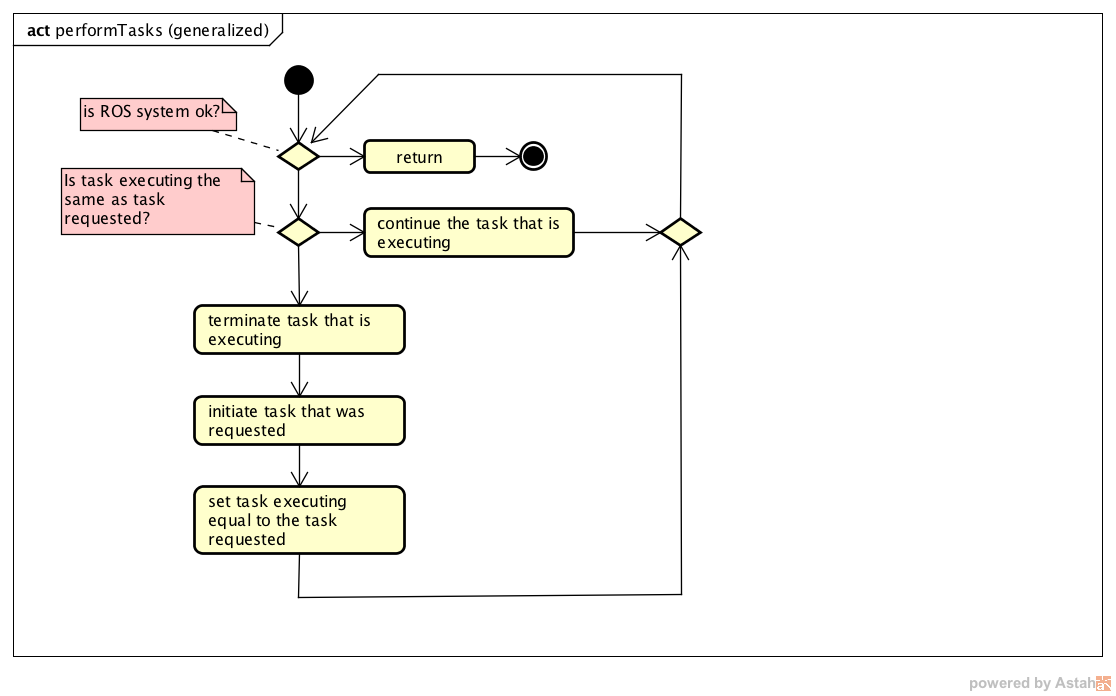 act performTasks (generalized)
is ROS system ok?
return
Is task executing the
same as task
requested?
continue the task that is
executing
terminate task that is
executing
initiate task that was
requested
set task executing
equal to the task
requested
powered by Astah